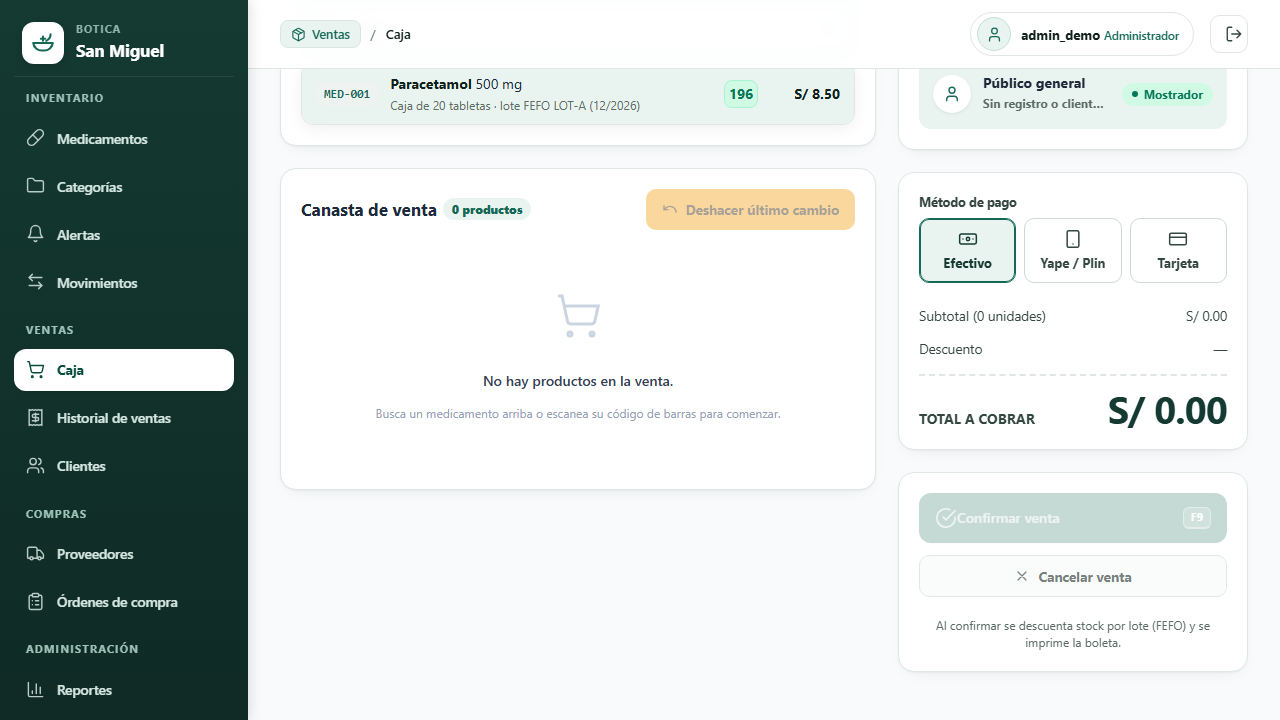 BOTICA
San Miguel
INVENTARIO
Medicamentos
Categorías
Alertas
Movimientos
VENTAS
Caja
Historial de ventas
Clientes
COMPRAS
Proveedores
Órdenes de compra
ADMINISTRACIÓN
Reportes
Ventas / Caja
admin_demo Administrador
MED-001
Paracetamol 500 mg
Caja de 20 tabletas · lote FEFO LOT-A (12/2026)
196
S/ 8.50
Canasta de venta 0 productos
Deshacer último cambio
No hay productos en la venta.
Busca un medicamento arriba o escanea su código de barras para comenzar.
Público general
Sin registro o client...
Mostrador
Método de pago
Efectivo
Yape / Plin
Tarjeta
Subtotal (0 unidades) S/ 0.00
Descuento —
TOTAL A COBRAR S/ 0.00
Confirmar venta F9
Cancelar venta
Al confirmar se descuenta stock por lote (FEFO) y se
imprime la boleta.